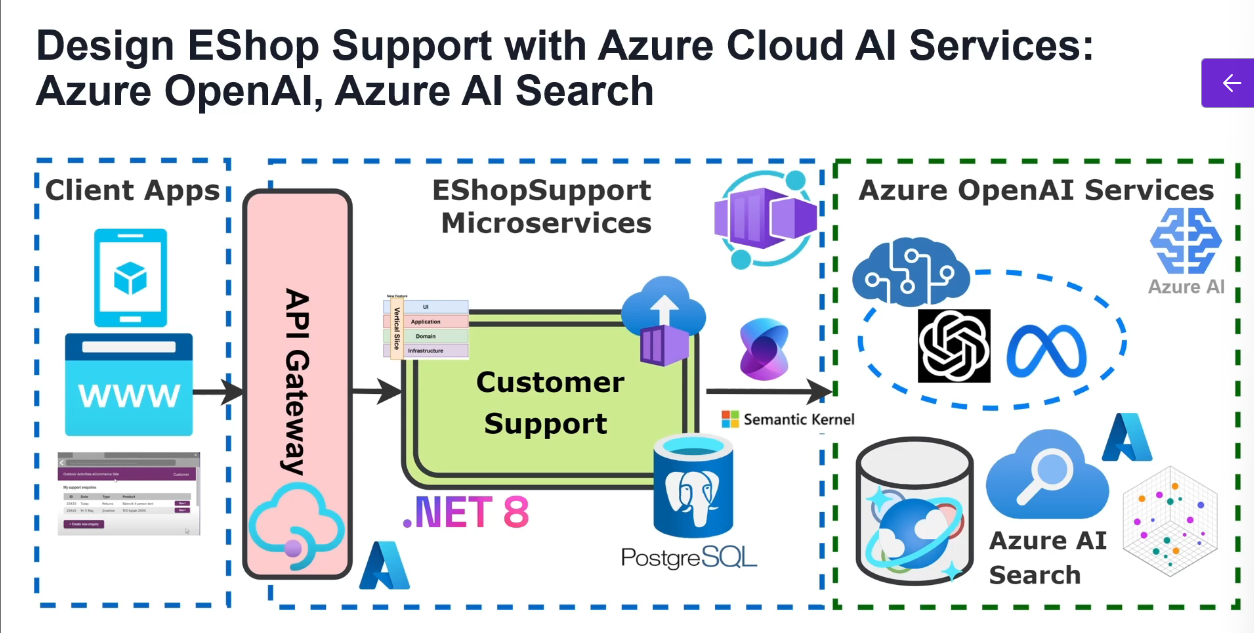 Design EShop Support with Azure Cloud AI Services:
Azure OpenAI, Azure AI Search
Client Apps
WWW
My support enquiries
API Gateway
EShopSupport
Microservices
New Feature
Vertical Slice
UI
Application
Domain
Infrastructure
Customer
Support
.NET 8
PostgreSQL
Semantic Kernel
Azure OpenAI Services
Azure AI
Azure AI
Search